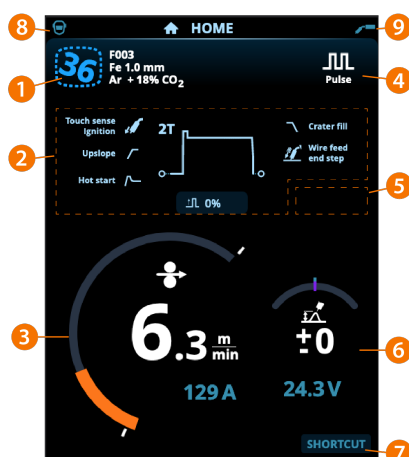 8
HOME
9
36
F003
Fe 1.0 mm
Ar + 18% CO2
Pulse
1
4
Touch sense
Ignition
2T
Crater fill
2
Upslope
Wire feed
end step
Hot start
5
0%
3
6.3 m/min
±0
6
129 A
24.3 V
SHORTCUT
7